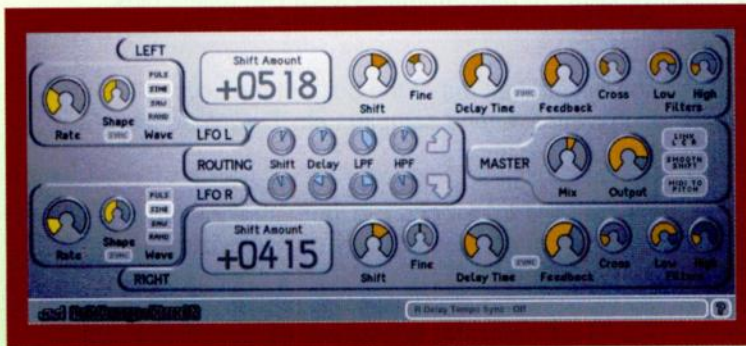 LEFT
Shift Amount
+0518
Shift
Fine
Delay Time
SYNC
Feedback
Cross
Low
High
Filters
Rate
Shape
SYNC
PULS
SINE
SAW
RAND
Wave
LFO L
ROUTING
Shift
Delay
LPF
HPF
MASTER
Mix
Output
LINK
L & R
SMOOTH
SHIFT
MIDI TO
PITCH
LFO R
Rate
Shape
SYNC
PULS
SINE
SAW
RAND
Wave
RIGHT
Shift Amount
+0415
Shift
Fine
Delay Time
SYNC
Feedback
Cross
Low
High
Filters
R Delay Tempo Sync : Off
?